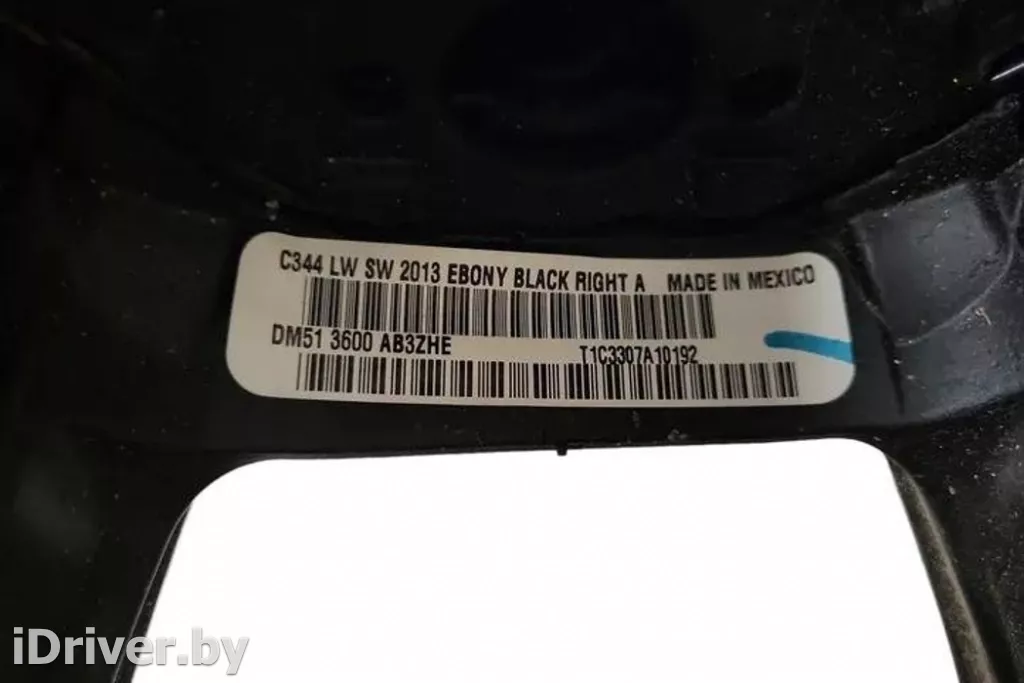 C344 LW SW 2013 EBONY BLACK RIGHT A MADE IN MEXICO
DM51 3600 AB3ZHE T1C3307A10192
iDriver.by